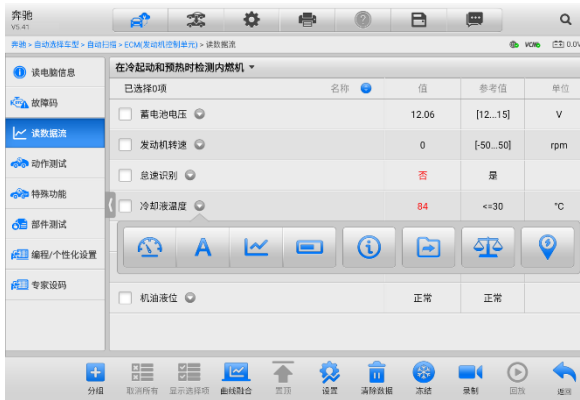 奔驰
V5.41
奔驰 > 自动选择车型 > 自动扫描 > ECM(发动机控制单元) > 读数据流
VCMI 0.0V
读电脑信息
故障码
读数据流
动作测试
特殊功能
部件测试
编程/个性化设置
专家设码
在冷起动和预热时检测内燃机
已选择0项 名称 值 参考值 单位
蓄电池电压 12.06 [12...15] V
发动机转速 0 [-50...50] rpm
怠速识别 否 是
冷却液温度 84 <=30 °C
A
机油液位 正常 正常
分组 取消所有 显示选择项 曲线融合 置顶 设置 清除数据 冻结 录制 回放 返回